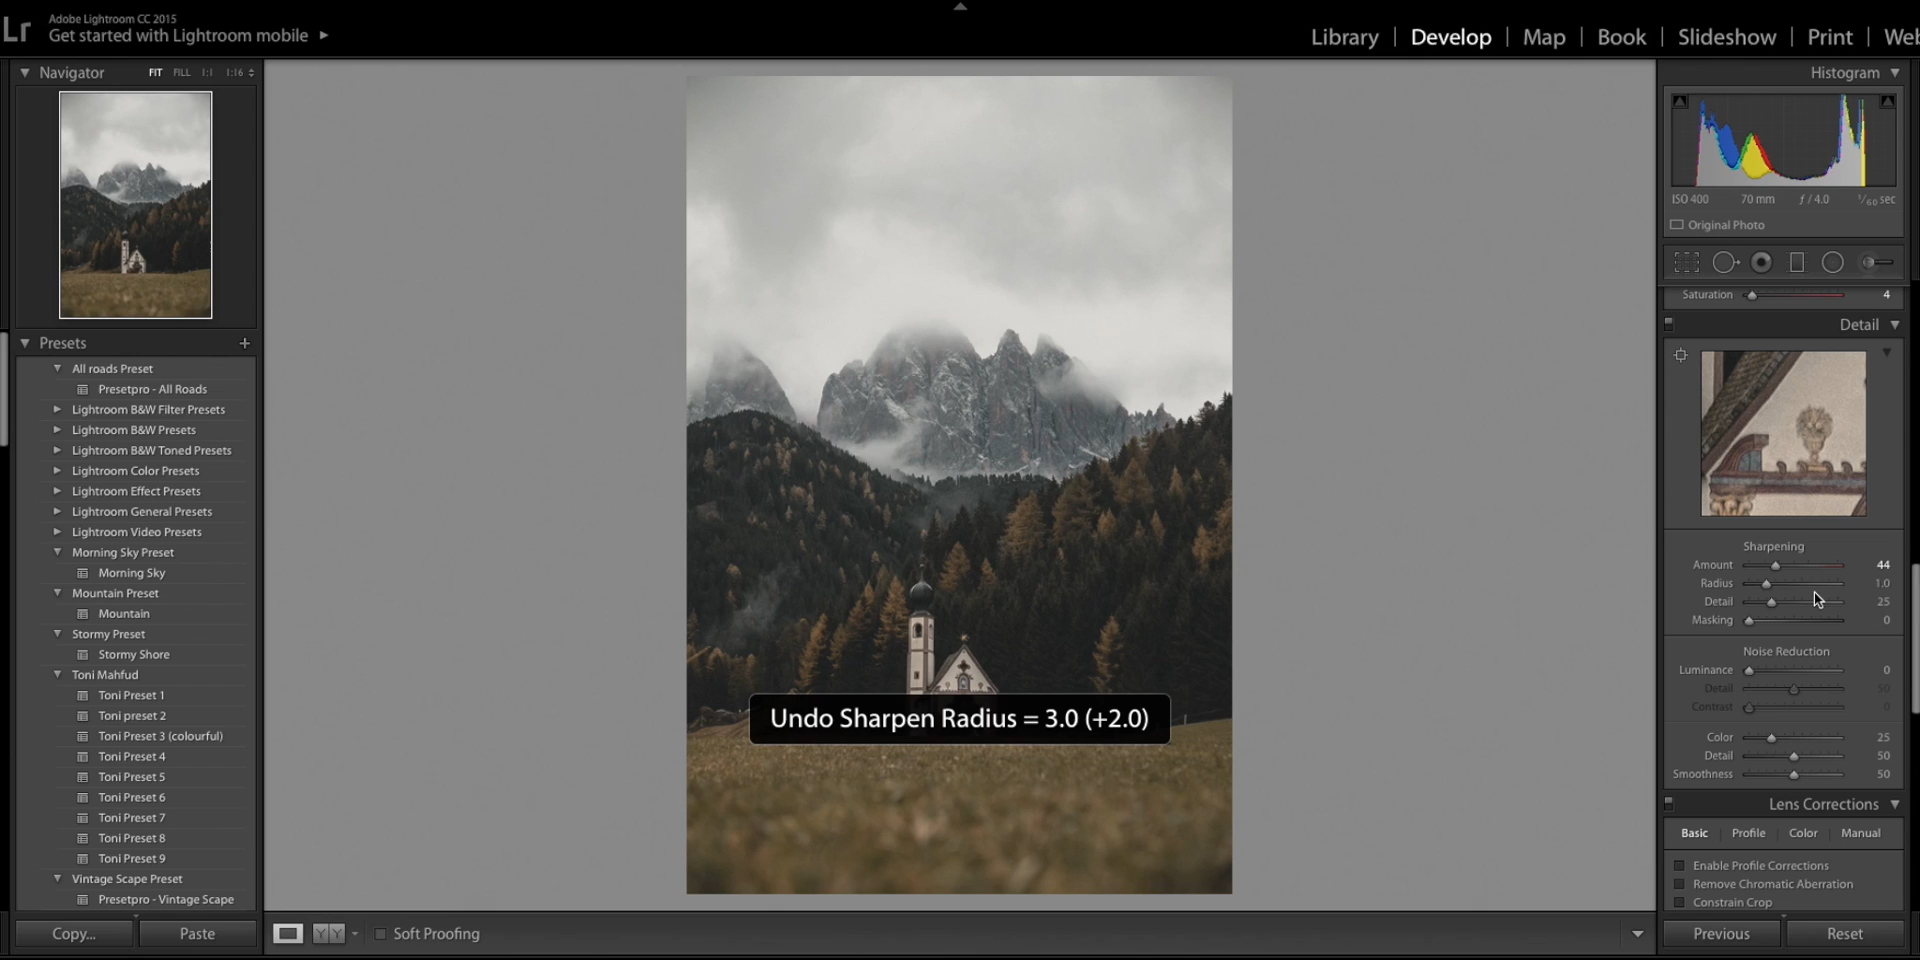 Lr
Adobe Lightroom CC 2015
Get started with Lightroom mobile
Library | Develop | Map | Book | Slideshow | Print | Web
Navigator FIT FILL 1:1 1:16
Presets +
All roads Preset
Presetpro - All Roads
Lightroom B&W Filter Presets
Lightroom B&W Presets
Lightroom B&W Toned Presets
Lightroom Color Presets
Lightroom Effect Presets
Lightroom General Presets
Lightroom Video Presets
Morning Sky Preset
Morning Sky
Mountain Preset
Mountain
Stormy Preset
Stormy Shore
Toni Mahfud
Toni Preset 1
Toni preset 2
Toni Preset 3 (colourful)
Toni Preset 4
Toni Preset 5
Toni Preset 6
Toni Preset 7
Toni Preset 8
Toni Preset 9
Vintage Scape Preset
Presetpro - Vintage Scape
Copy... Paste
Undo Sharpen Radius = 3.0 (+2.0)
Soft Proofing
Histogram
ISO 400 70 mm ƒ / 4.0 1/60 sec
Original Photo
Saturation 4
Detail
Sharpening
Amount 44
Radius 1.0
Detail 25
Masking 0
Noise Reduction
Luminance 0
Detail 50
Contrast 0
Color 25
Detail 50
Smoothness 50
Lens Corrections
Basic | Profile | Color | Manual
Enable Profile Corrections
Remove Chromatic Aberration
Constrain Crop
Previous Reset